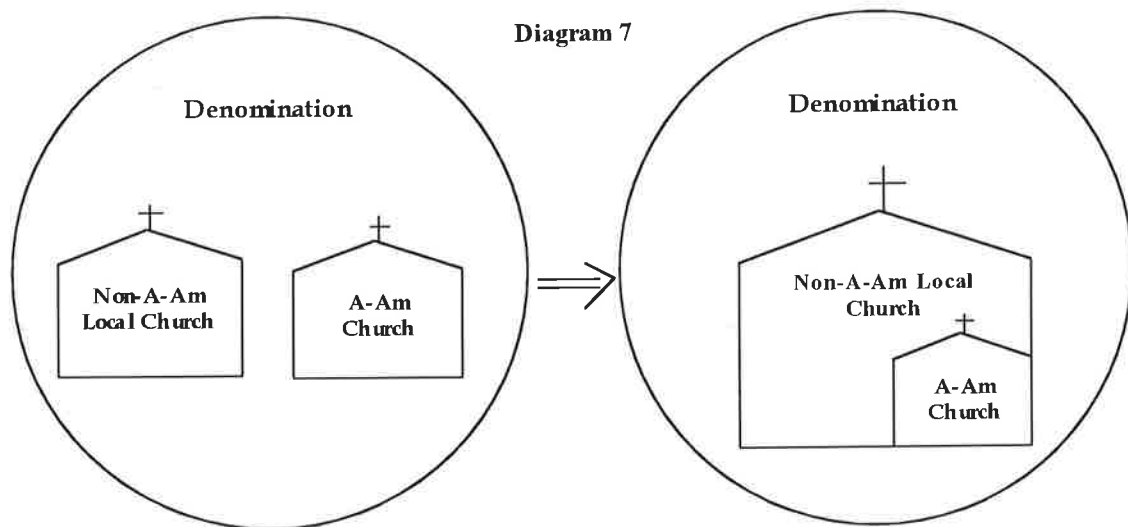 Diagram 7
Denomination
Non-A-Am
Local Church
A-Am
Church
Denomination
Non-A-Am Local
Church
A-Am
Church